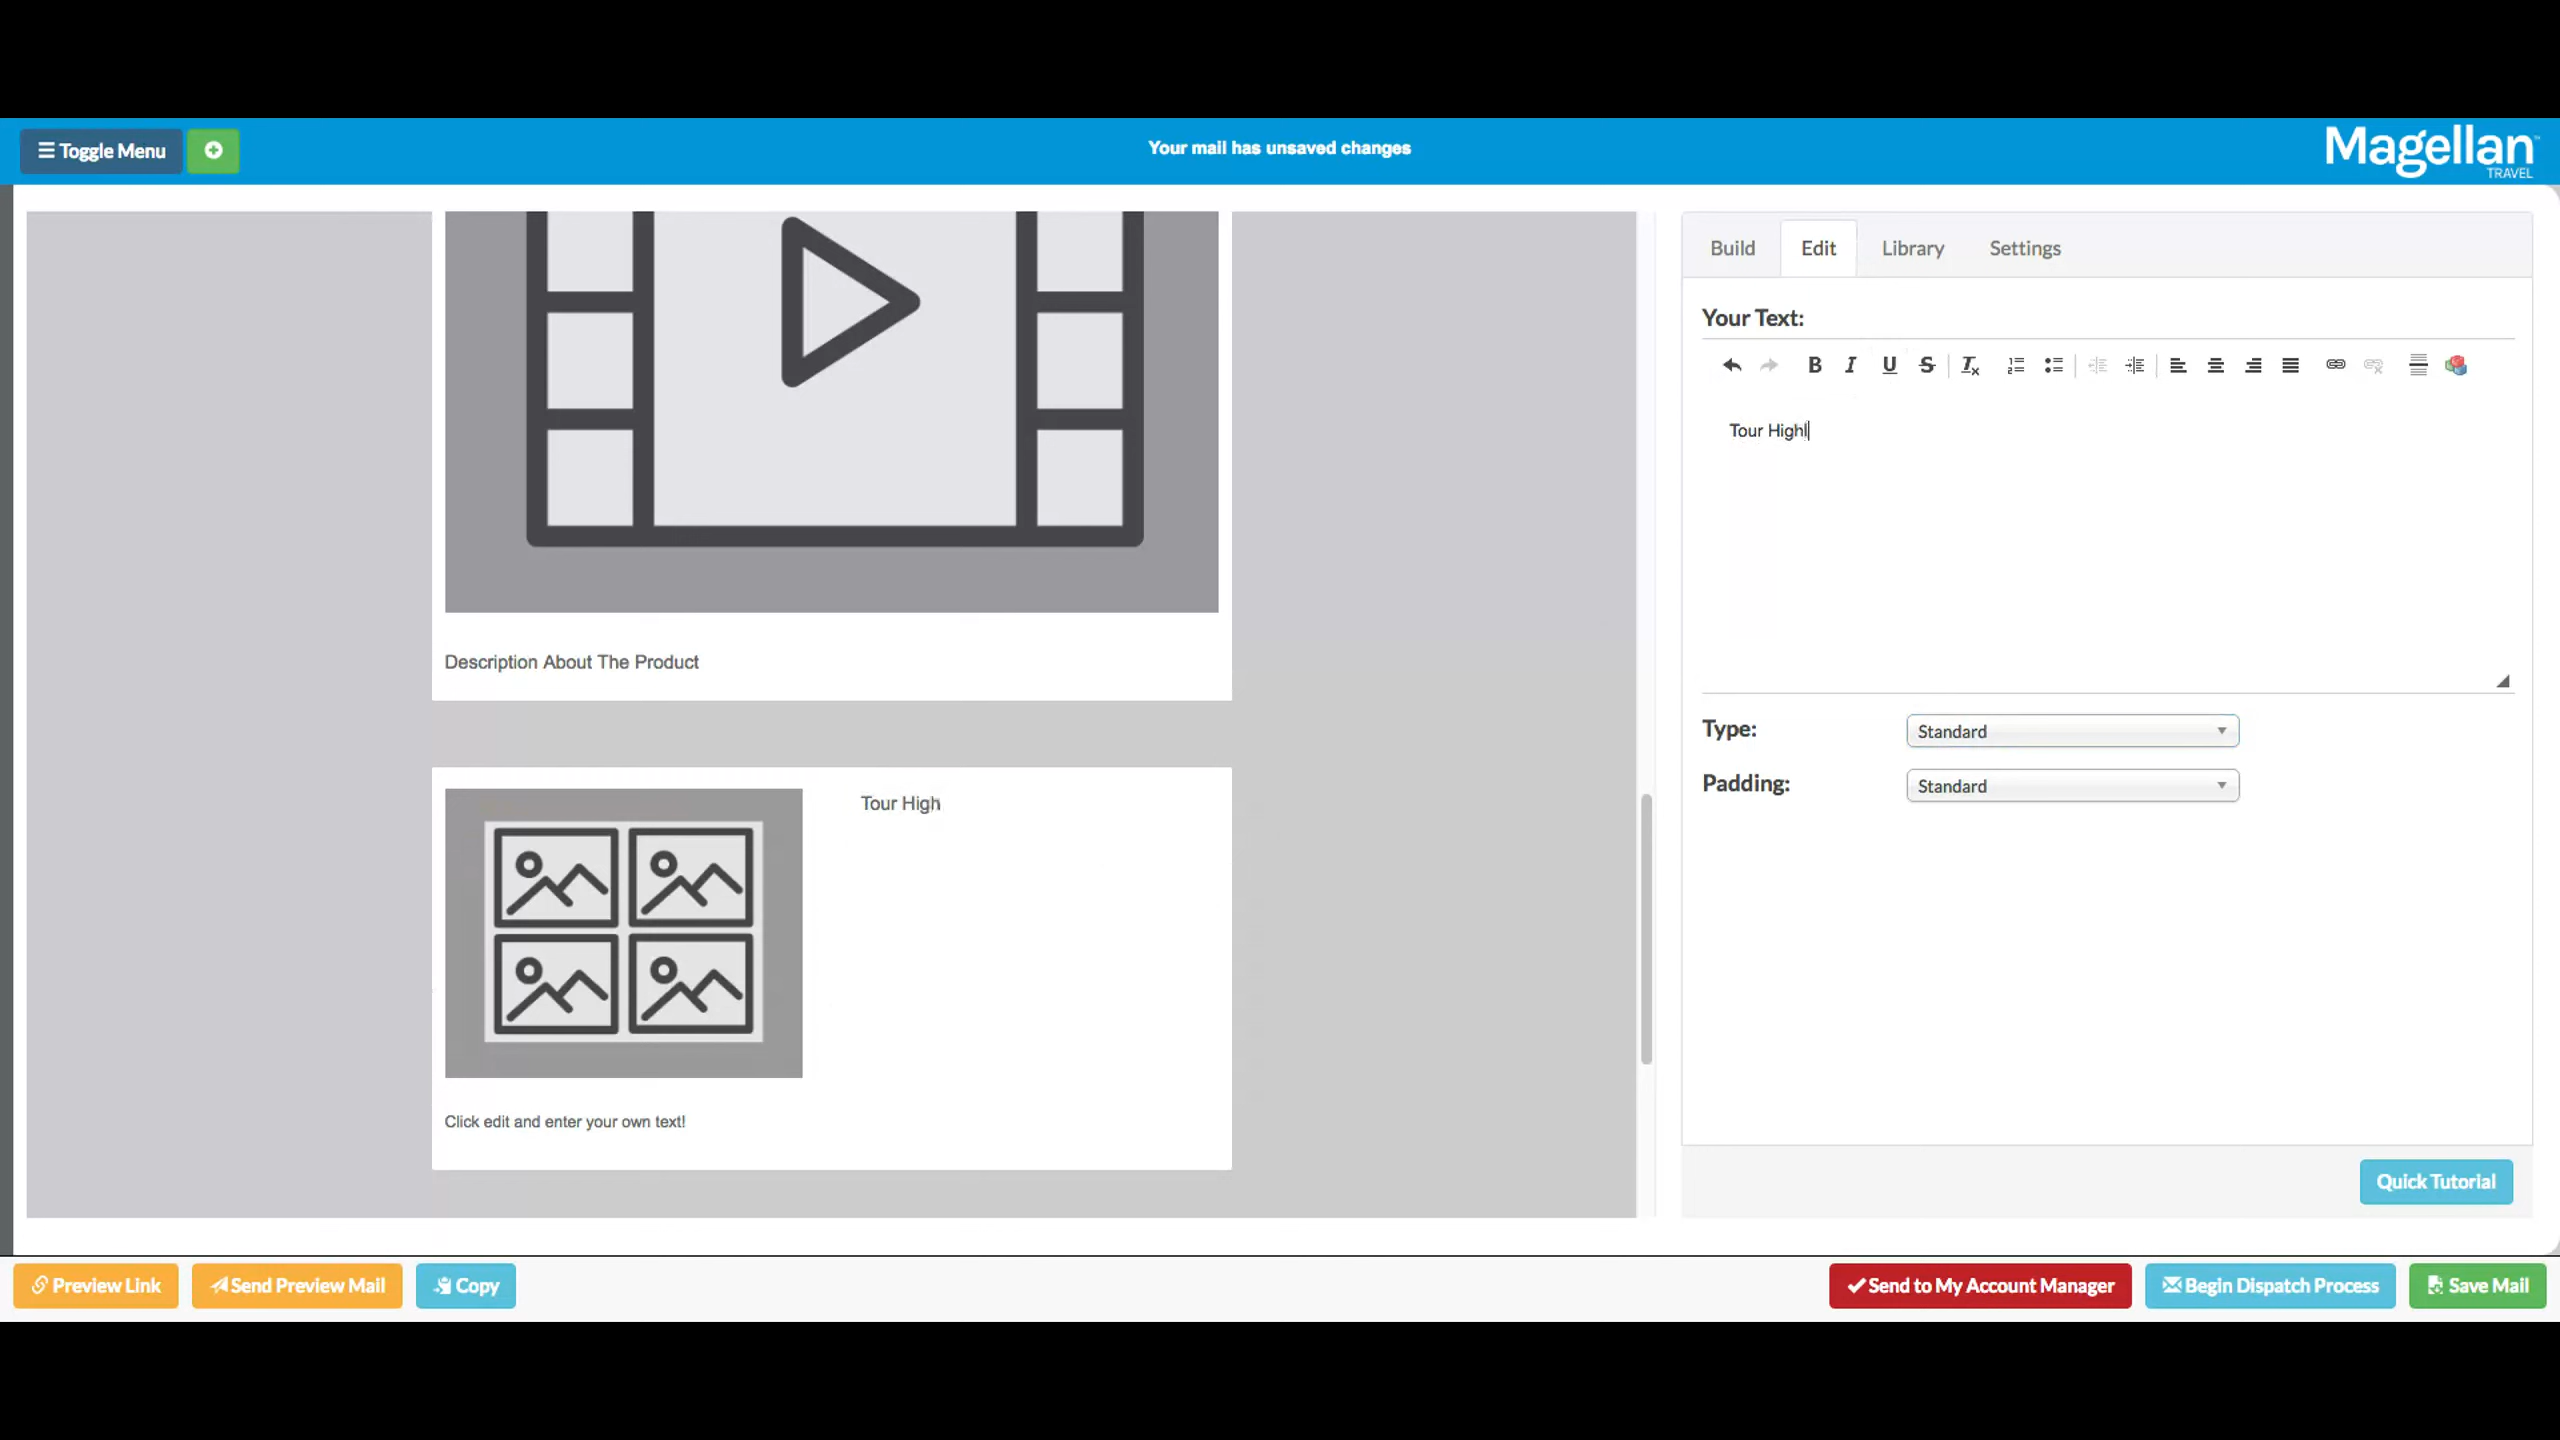 Toggle Menu
Your mail has unsaved changes
Magellan
TRAVEL
Build
Edit
Library
Settings
Your Text:
Tour Highl
Type:
Standard
Padding:
Standard
Description About The Product
Tour High
Click edit and enter your own text!
Quick Tutorial
Preview Link
Send Preview Mail
Copy
Send to My Account Manager
Begin Dispatch Process
Save Mail